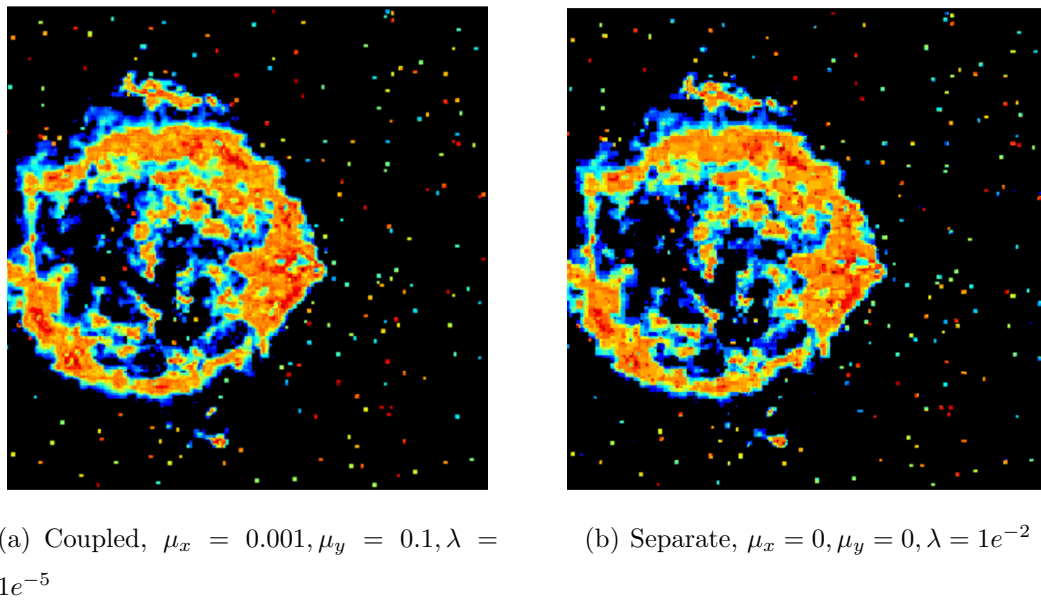 (a) Coupled, μx = 0.001, μy = 0.1, λ =
1e−5
(b) Separate, μx = 0, μy = 0, λ = 1e−2